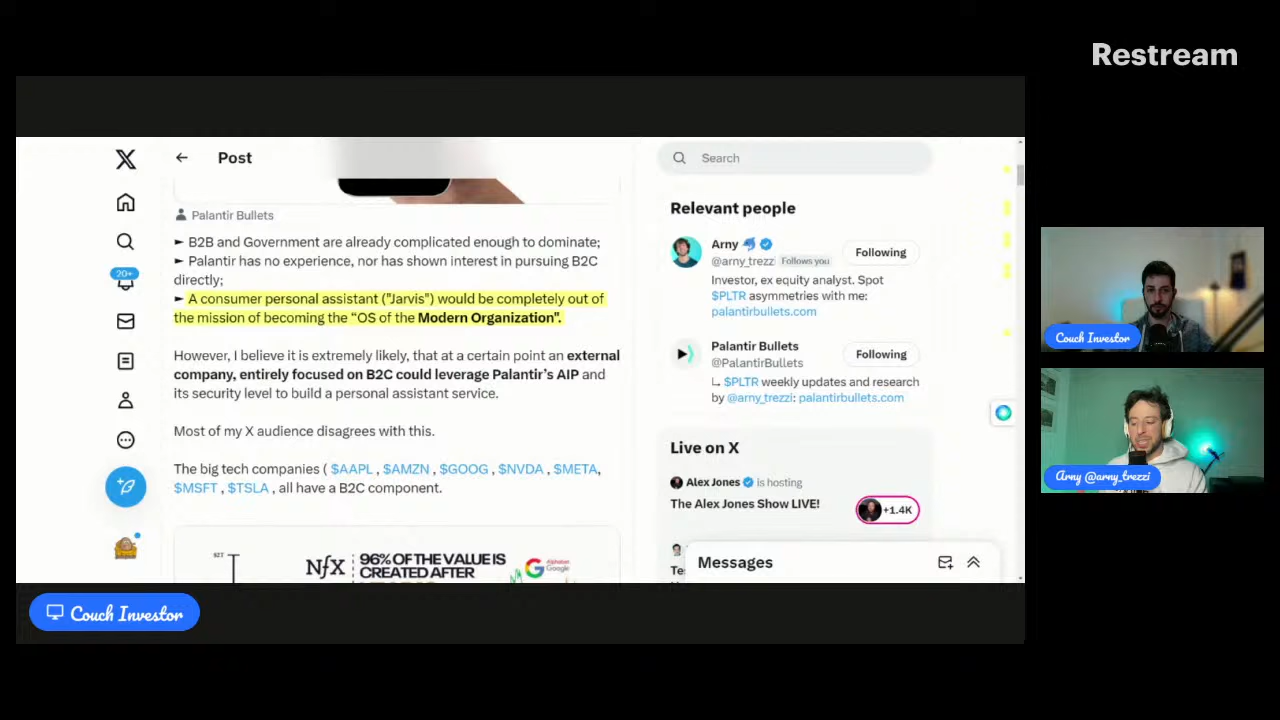 Restream
Post
Search
Palantir Bullets
► B2B and Government are already complicated enough to dominate;
► Palantir has no experience, nor has shown interest in pursuing B2C
directly;
► A consumer personal assistant ("Jarvis") would be completely out of
the mission of becoming the “OS of the Modern Organization".
However, I believe it is extremely likely, that at a certain point an external
company, entirely focused on B2C could leverage Palantir’s AIP and
its security level to build a personal assistant service.
Most of my X audience disagrees with this.
The big tech companies ( $AAPL , $AMZN , $GOOG , $NVDA , $META,
$MSFT , $TSLA , all have a B2C component.
$2T
NfX
96% OF THE VALUE IS
CREATED AFTER
Alphabet
Google
20+
Relevant people
Arny
@arny_trezzi Follows you
Following
Investor, ex equity analyst. Spot
$PLTR asymmetries with me:
palantirbullets.com
Palantir Bullets
@PalantirBullets
Following
↳ $PLTR weekly updates and research
by @arny_trezzi: palantirbullets.com
Live on X
Alex Jones is hosting
The Alex Jones Show LIVE!
+1.4K
Te
Messages
Couch Investor
Arny @arny_trezzi
Couch Investor